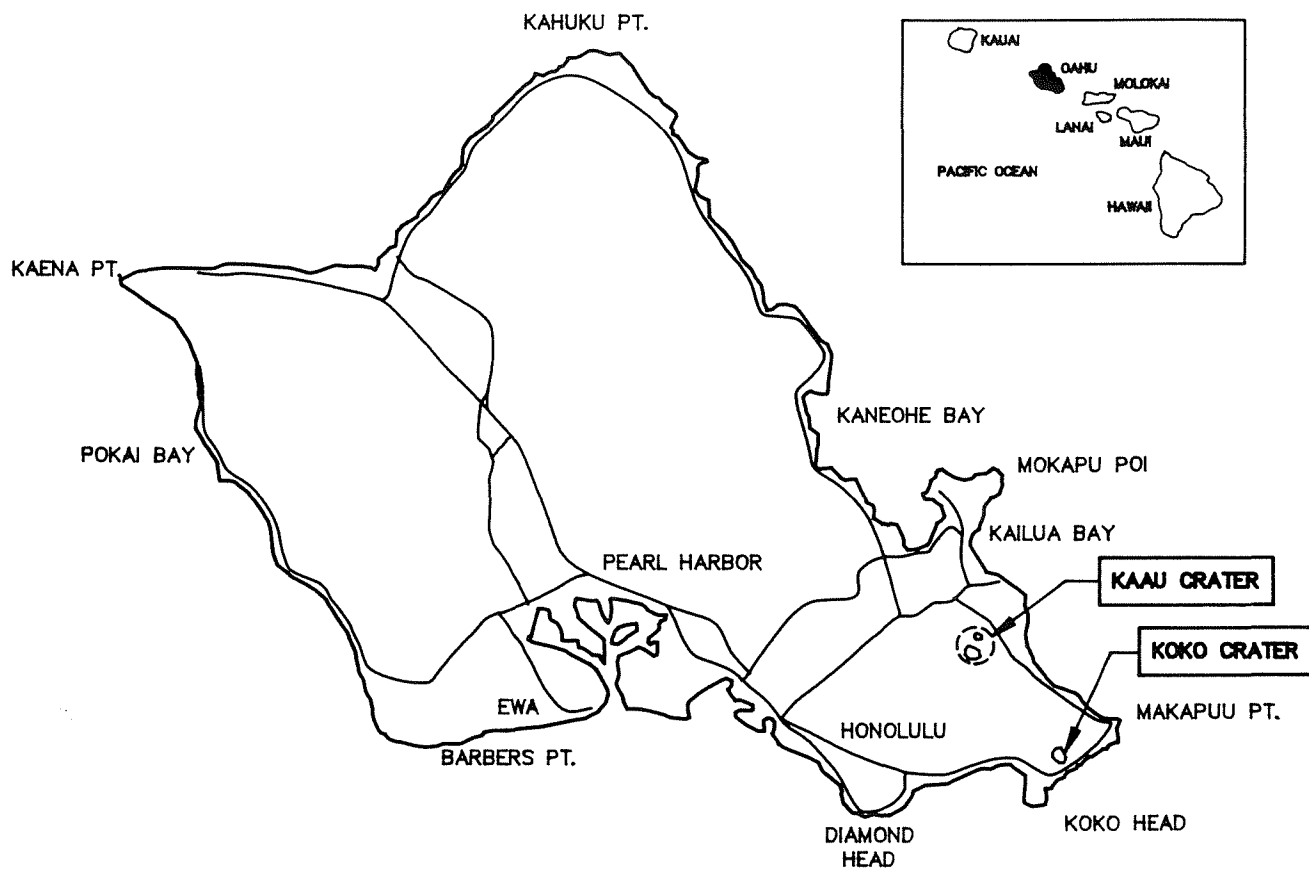 KAHUKU PT.
KAUAI
OAHU
MOLOKAI
LANAI
MAUI
PACIFIC OCEAN
HAWAII
KAENA PT.
KANEOHE BAY
POKAI BAY
MOKAPU POI
KAILUA BAY
PEARL HARBOR
KAAU CRATER
KOKO CRATER
EWA
HONOLULU
MAKAPUU PT.
BARBERS PT.
KOKO HEAD
DIAMOND
HEAD